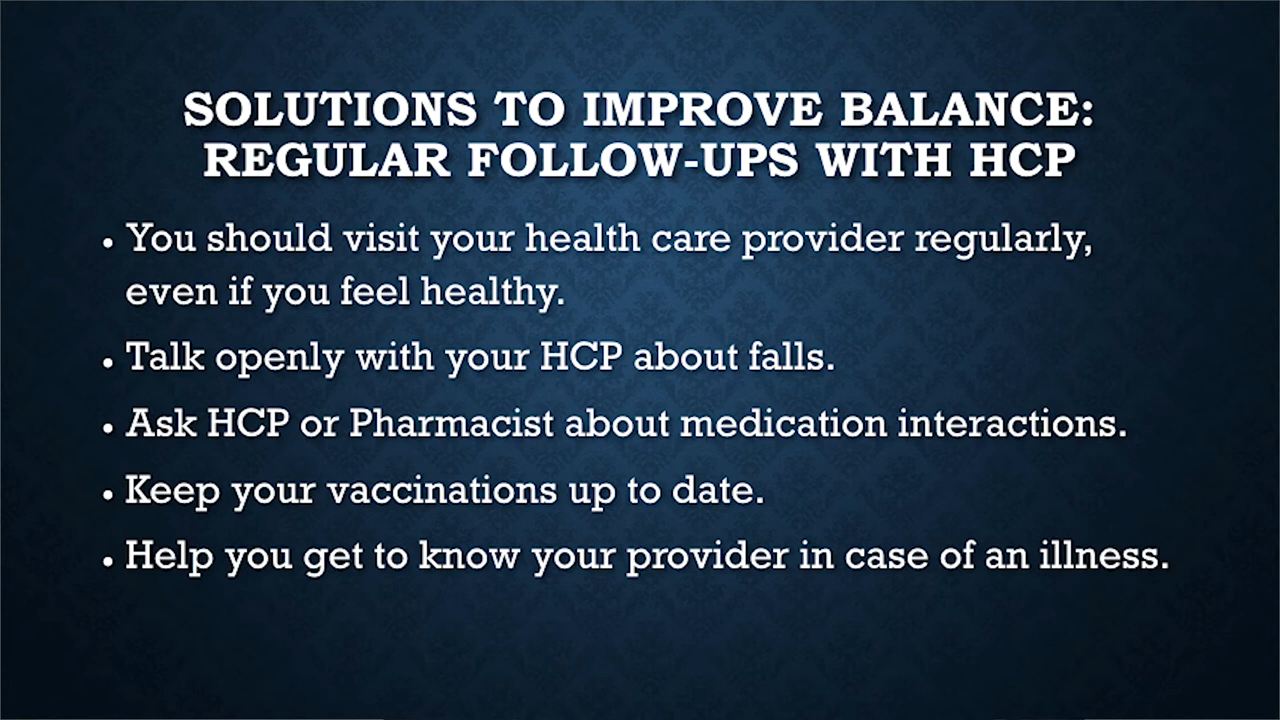 SOLUTIONS TO IMPROVE BALANCE:
REGULAR FOLLOW-UPS WITH HCP
• You should visit your health care provider regularly,
even if you feel healthy.
• Talk openly with your HCP about falls.
• Ask HCP or Pharmacist about medication interactions.
• Keep your vaccinations up to date.
• Help you get to know your provider in case of an illness.